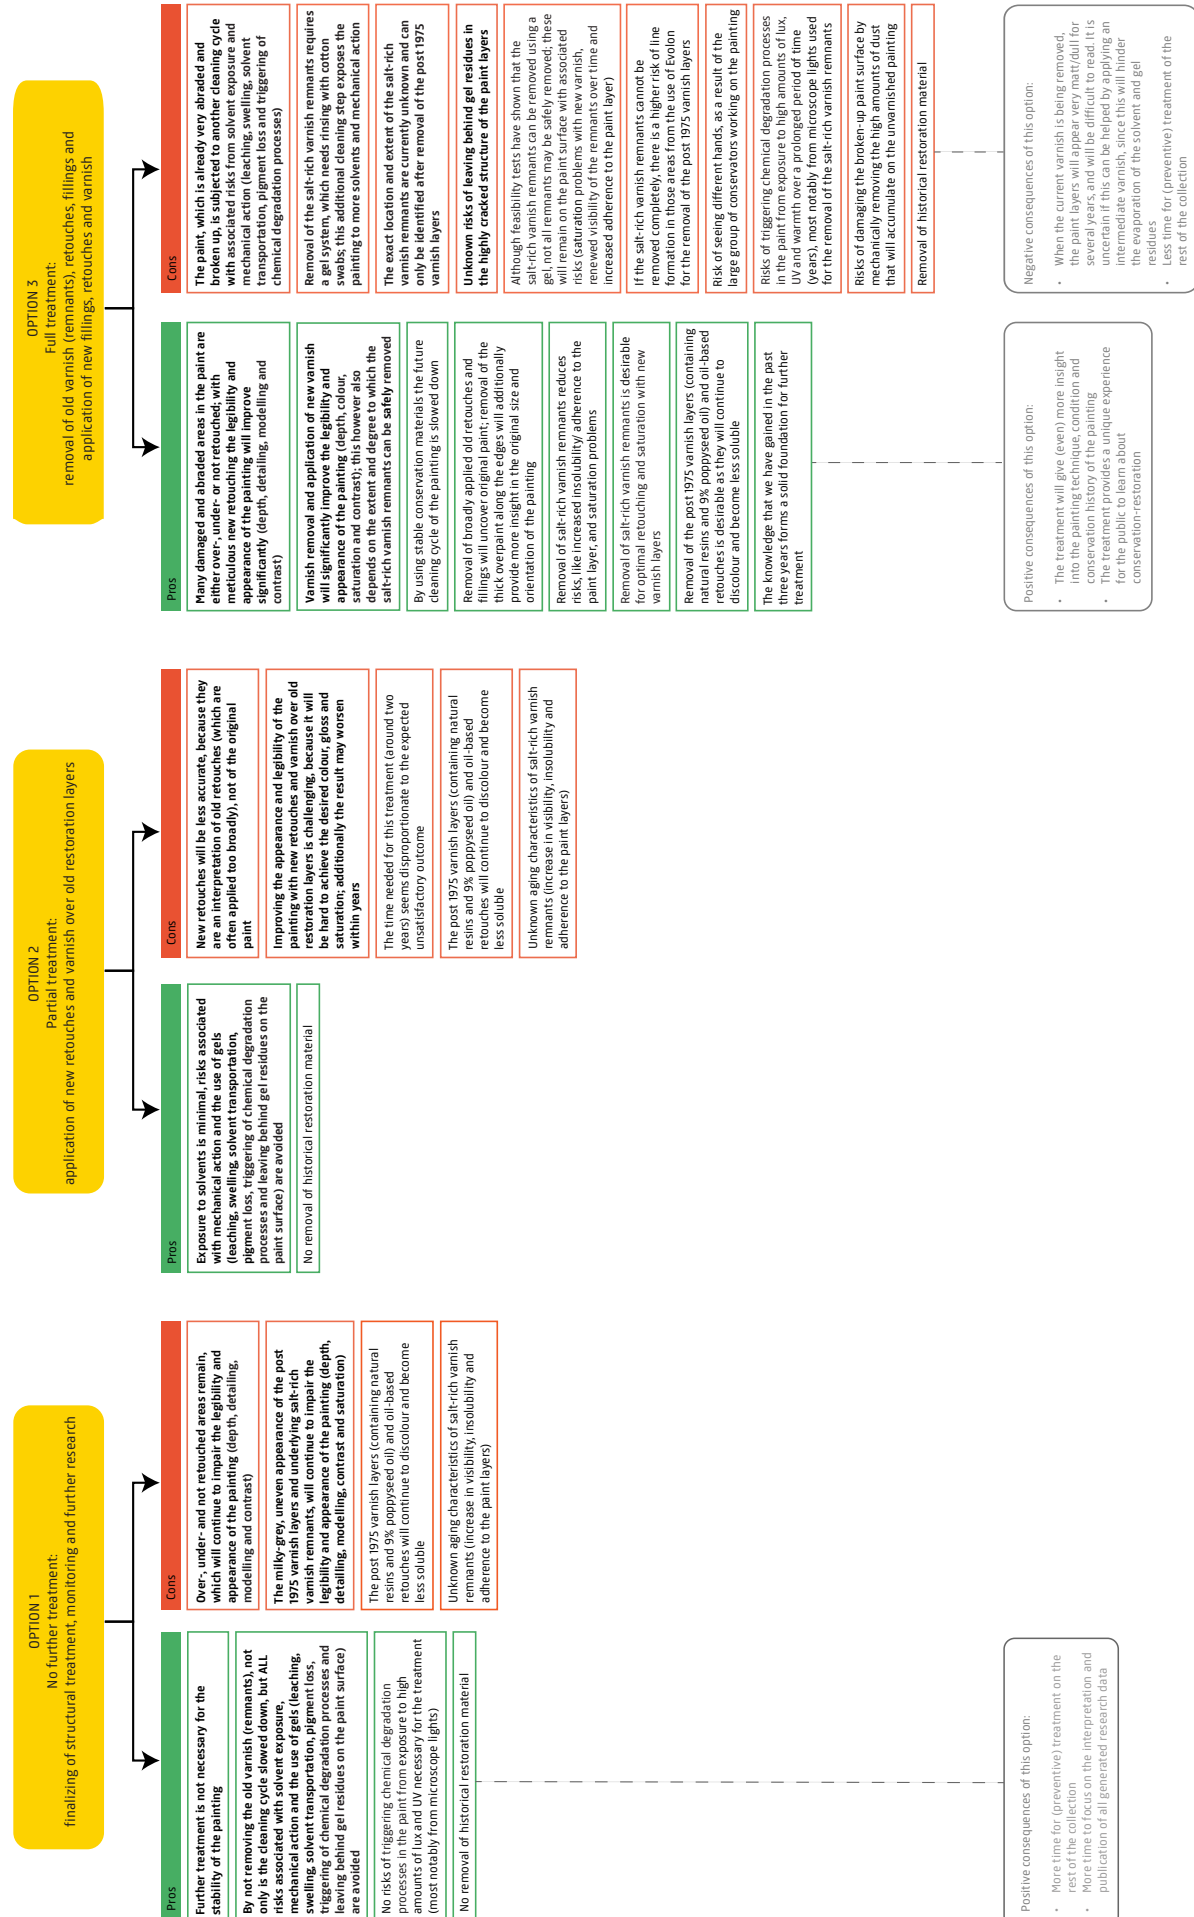 OPTION 1
No further treatment:
finalizing of structural treatment, monitoring and further research
Pros
Further treatment is not necessary for the
stability of the painting
By not removing the old varnish (remnants), not
only is the cleaning cycle slowed down, but ALL
risks associated with solvent exposure,
mechanical action and the use of gels (leaching,
swelling, solvent transportation, pigment loss,
triggering of chemical degradation processes and
leaving behind gel residues on the paint surface)
are avoided
No risks of triggering chemical degradation
processes in the paint from exposure to high
amounts of lux and UV necessary for the treatment
(most notably from microscope lights)
No removal of historical restoration material
Positive consequences of this option:
• More time for (preventive) treatment on the
rest of the collection
• More time to focus on the interpretation and
publication of all generated research data
Cons
Over-, under- and not retouched areas remain,
which will continue to impair the legibility and
appearance of the painting (depth, detailing,
modelling and contrast)
The milky-grey, uneven appearance of the post
1975 varnish layers and underlying salt-rich
varnish remnants, will continue to impair the
legibility and appearance of the painting (depth,
detailling, modelling, contrast and saturation)
The post 1975 varnish layers (containing natural
resins and 9% poppyseed oil) and oil-based
retouches will continue to discolour and become
less soluble
Unknown aging characteristics of salt-rich varnish
remnants (increase in visibility, insolubility and
adherence to the paint layers)
OPTION 2
Partial treatment:
application of new retouches and varnish over old restoration layers
Pros
Exposure to solvents is minimal, risks associated
with mechanical action and the use of gels
(leaching, swelling, solvent transportation,
pigment loss, triggering of chemical degradation
processes and leaving behind gel residues on the
paint surface) are avoided
No removal of historical restoration material
Cons
New retouches will be less accurate, because they
are an interpretation of old retouches (which are
often applied too broadly), not of the original
paint
Improving the appearance and legibility of the
painting with new retouches and varnish over old
restoration layers is challenging, because it will
be hard to achieve the desired colour, gloss and
saturation; additionally the result may worsen
within years
The time needed for this treatment (around two
years) seems disproportionate to the expected
unsatisfactory outcome
The post 1975 varnish layers (containing natural
resins and 9% poppyseed oil) and oil-based
retouches will continue to discolour and become
less soluble
Unknown aging characteristics of salt-rich varnish
remnants (increase in visibility, insolubility and
adherence to the paint layers)
OPTION 3
Full treatment:
removal of old varnish (remnants), retouches, fillings and
application of new fillings, retouches and varnish
Pros
Many damaged and abraded areas in the paint are
either over-, under- or not retouched; with
meticulous new retouching the legibility and
appearance of the painting will improve
significantly (depth, detailing, modelling and
contrast)
Varnish removal and application of new varnish
will significantly improve the legibility and
appearance of the painting (depth, colour,
saturation and contrast); this however also
depends on the extent and degree to which the
salt-rich varnish remnants can be safely removed
By using stable conservation materials the future
cleaning cycle of the painting is slowed down
Removal of broadly applied old retouches and
fillings will uncover original paint; removal of the
thick overpaint along the edges will additionally
provide more insight in the original size and
orientation of the painting
Removal of salt-rich varnish remnants reduces
risks, like increased insolubility/ adherence to the
paint layer, and saturation problems
Removal of salt-rich varnish remnants is desirable
for optimal retouching and saturation with new
varnish layers
Removal of the post 1975 varnish layers (containing
natural resins and 9% poppyseed oil) and oil-based
retouches is desirable as they will continue to
discolour and become less soluble
The knowledge that we have gained in the past
three years forms a solid foundation for further
treatment
Positive consequences of this option:
• The treatment will give (even) more insight
into the painting technique, condition and
conservation history of the painting
• The treatment provides a unique experience
for the public to learn about
conservation-restoration
Cons
The paint, which is already very abraded and
broken up, is subjected to another cleaning cycle
with associated risks from solvent exposure and
mechanical action (leaching, swelling, solvent
transportation, pigment loss and triggering of
chemical degradation processes)
Removal of the salt-rich varnish remnants requires
a gel system, which needs rinsing with cotton
swabs; this additional cleaning step exposes the
painting to more solvents and mechanical action
The exact location and extent of the salt-rich
varnish remnants are currently unknown and can
only be identified after removal of the post 1975
varnish layers
Unknown risks of leaving behind gel residues in
the highly cracked structure of the paint layers
Although feasibility tests have shown that the
salt-rich varnish remnants can be removed using a
gel, not all remnants may be safely removed; these
will remain on the paint surface with associated
risks (saturation problems with new varnish,
renewed visibility of the remnants over time and
increased adherence to the paint layer)
If the salt-rich varnish remnants cannot be
removed completely, there is a higher risk of line
formation in those areas from the use of Evolon
for the removal of the post 1975 varnish layers
Risk of seeing different hands, as a result of the
large group of conservators working on the painting
Risks of triggering chemical degradation processes
in the paint from exposure to high amounts of lux,
UV and warmth over a prolonged period of time
(years), most notably from microscope lights used
for the removal of the salt-rich varnish remnants
Risks of damaging the broken-up paint surface by
mechanically removing the high amounts of dust
that will accumulate on the unvarnished painting
Removal of historical restoration material
Negative consequences of this option:
• When the current varnish is being removed,
the paint layers will appear very matt/dull for
several years, and will be difficult to read. It is
uncertain if this can be helped by applying an
intermediate varnish, since this will hinder
the evaporation of the solvent and gel
residues
• Less time for (preventive) treatment of the
rest of the collection